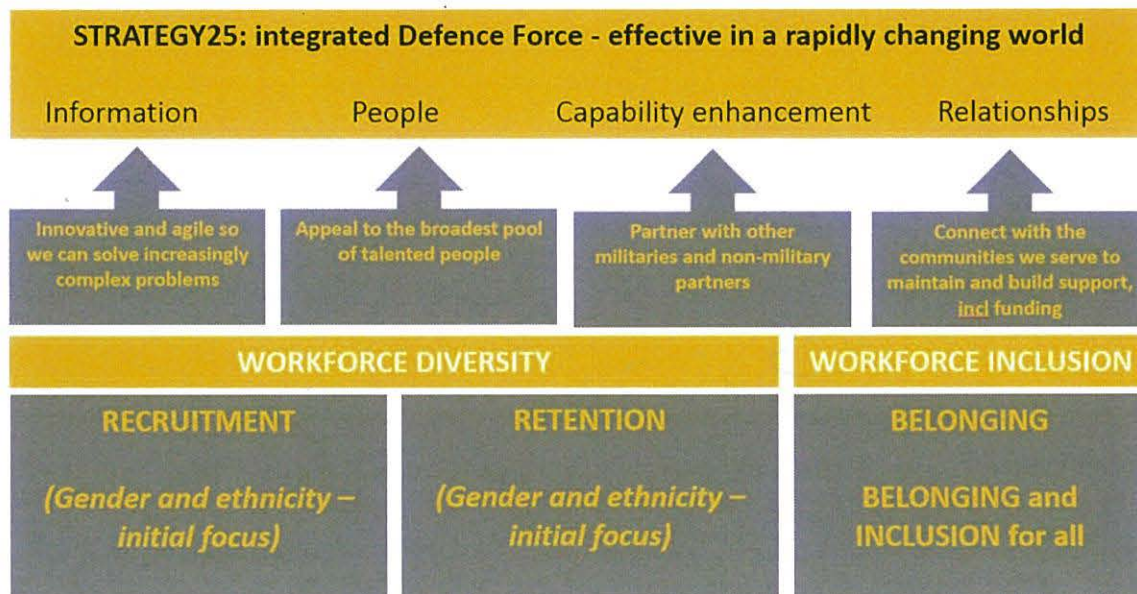 STRATEGY25: integrated Defence Force - effective in a rapidly changing world
Information People Capability enhancement Relationships
Innovative and agile so
we can solve increasingly
complex problems
Appeal to the broadest pool
of talented people
Partner with other
militaries and non-military
partners
Connect with the
communities we serve to
maintain and build support,
incl funding
WORKFORCE DIVERSITY
WORKFORCE INCLUSION
RECRUITMENT
(Gender and ethnicity –
initial focus)
RETENTION
(Gender and ethnicity –
initial focus)
BELONGING
BELONGING and
INCLUSION for all